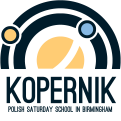 KOPERNIK
POLISH SATURDAY SCHOOL IN BIRMINGHAM